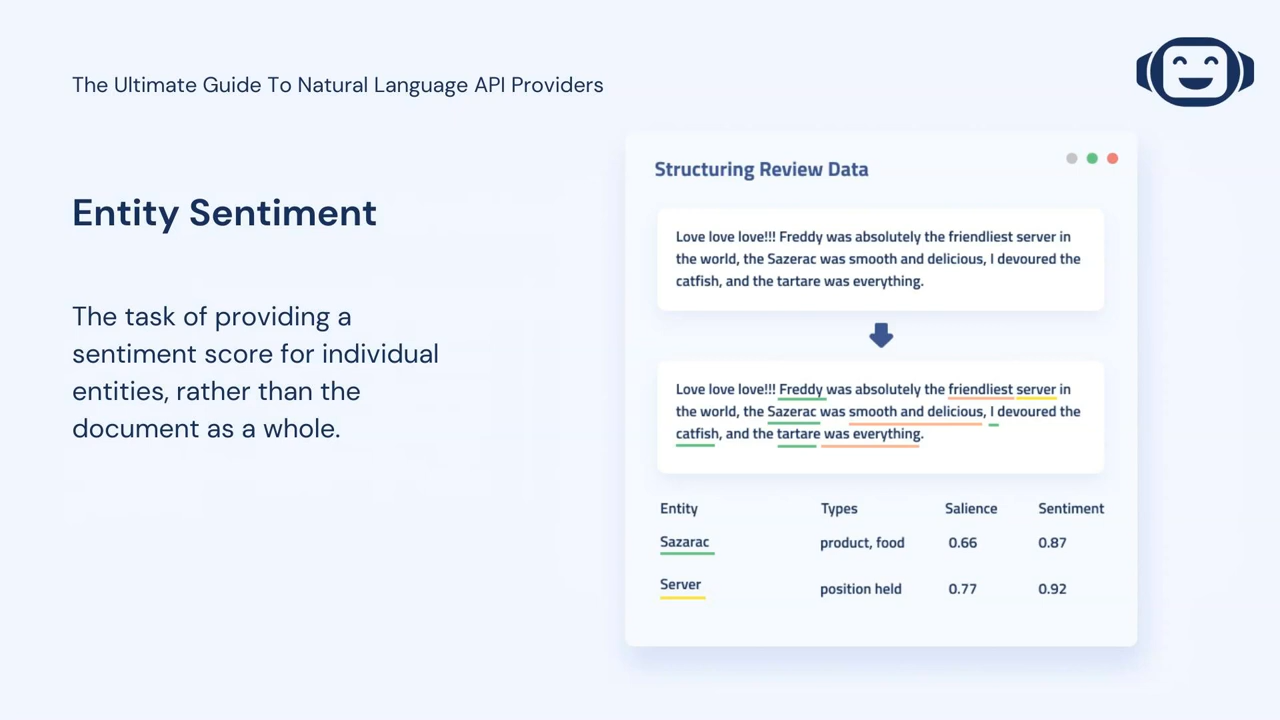 The Ultimate Guide To Natural Language API Providers
Entity Sentiment
The task of providing a
sentiment score for individual
entities, rather than the
document as a whole.
Structuring Review Data
Love love love!!! Freddy was absolutely the friendliest server in
the world, the Sazerac was smooth and delicious, I devoured the
catfish, and the tartare was everything.
Love love love!!! Freddy was absolutely the friendliest server in
the world, the Sazerac was smooth and delicious, I devoured the
catfish, and the tartare was everything.
Entity Types Salience Sentiment
Sazarac product, food 0.66 0.87
Server position held 0.77 0.92